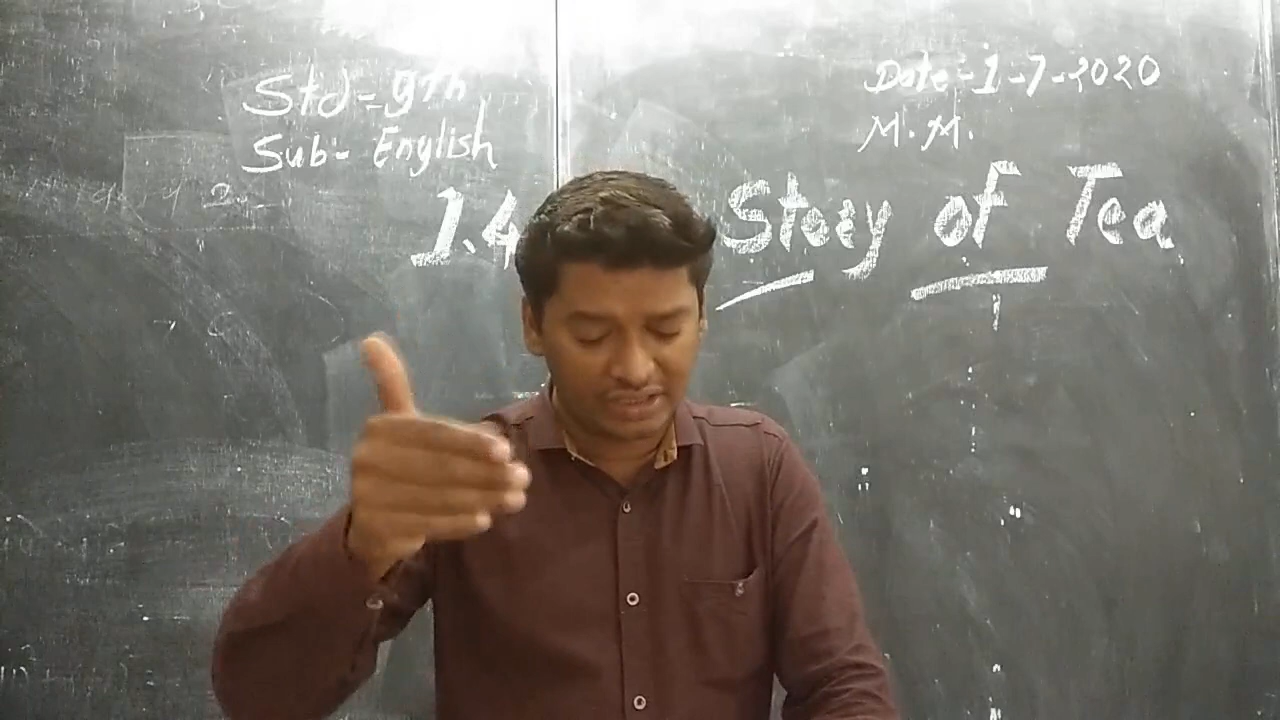 Std = 9th
Sub - English
Date - 1-7-2020
M. M.
1.4 Story of Tea